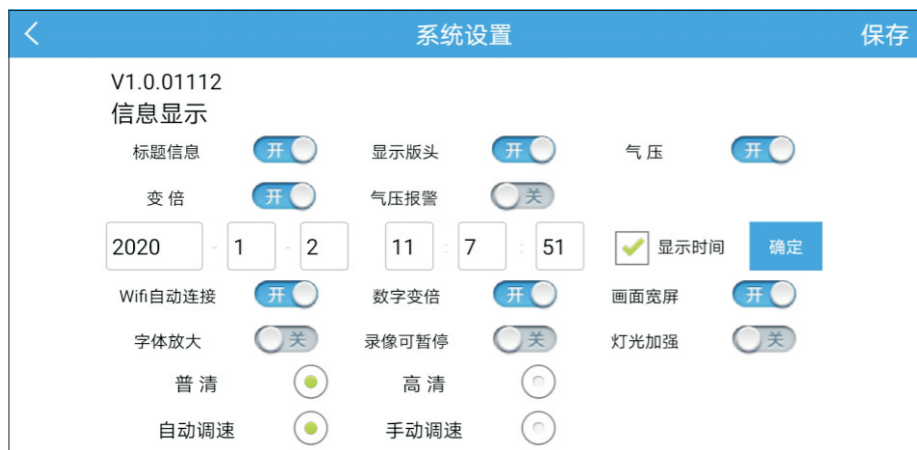 系统设置 保存
V1.0.01112
信息显示
标题信息 开 显示版头 开 气 压 开
变 倍 开 气压报警 关
2020 - 1 - 2 11 : 7 : 51 显示时间 确定
Wifi自动连接 开 数字变倍 开 画面宽屏 开
字体放大 关 录像可暂停 关 灯光加强 关
普 清 高 清
自动调速 手动调速